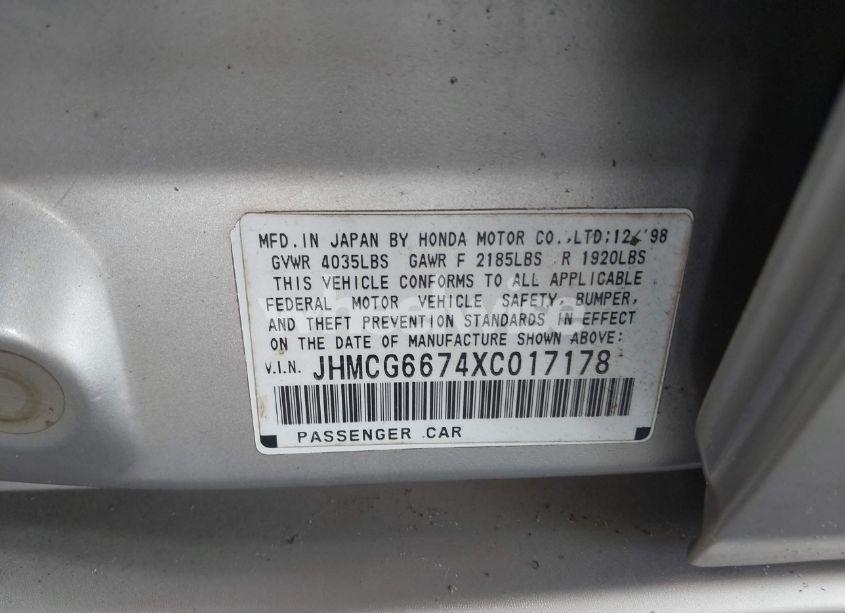 MFD. IN JAPAN BY HONDA MOTOR CO.,LTD;12/'98
GVWR 4035LBS GAWR F 2185LBS R 1920LBS
THIS VEHICLE CONFORMS TO ALL APPLICABLE
FEDERAL MOTOR VEHICLE SAFETY, BUMPER,
AND THEFT PREVENTION STANDARDS IN EFFECT
ON THE DATE OF MANUFACTURE SHOWN ABOVE:
V.I.N. JHMCG6674XC017178
PASSENGER CAR